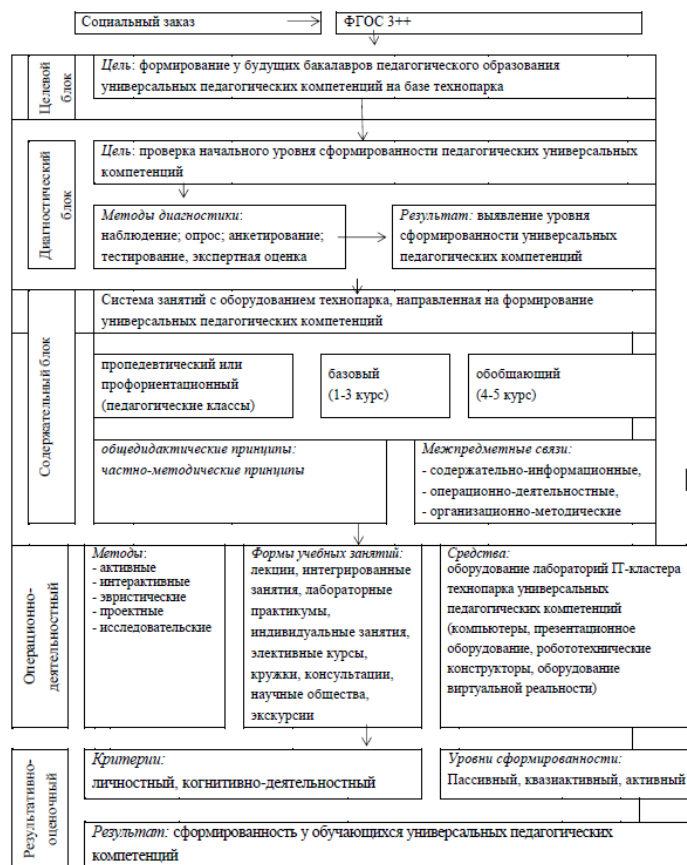 Социальный заказ
ФГОС 3++
Целевой
блок
Цель: формирование у будущих бакалавров педагогического образования
универсальных педагогических компетенций на базе технопарка
Диагностический
блок
Цель: проверка начального уровня сформированности педагогических универсальных
компетенций
Методы диагностики:
наблюдение; опрос; анкетирование;
тестирование, экспертная оценка
Результат: выявление уровня
сформированности универсальных
педагогических компетенций
Содержательный блок
Система занятий с оборудованием технопарка, направленная на формирование
универсальных педагогических компетенций
пропедевтический или
профориентационный
(педагогические классы)
базовый
(1-3 курс)
обобщающий
(4-5 курс)
общедидактические принципы:
частно-методические принципы
Межпредметные связи:
- содержательно-информационные,
- операционно-деятельностные,
- организационно-методические
Операционно-
деятельностный
Методы:
- активные
- интерактивные
- эвристические
- проектные
- исследовательские
Формы учебных занятий:
лекции, интегрированные
занятия, лабораторные
практикумы,
индивидуальные занятия,
элективные курсы,
кружки, консультации,
научные общества,
экскурсии
Средства:
оборудование лабораторий IT-кластера
технопарка универсальных
педагогических компетенций
(компьютеры, презентационное
оборудование, робототехнические
конструкторы, оборудование
виртуальной реальности)
Результативно-
оценочный
Критерии:
личностный, когнитивно-деятельностный
Уровни сформированности:
Пассивный, квазиактивный, активный
Результат: сформированность у обучающихся универсальных педагогических
компетенций